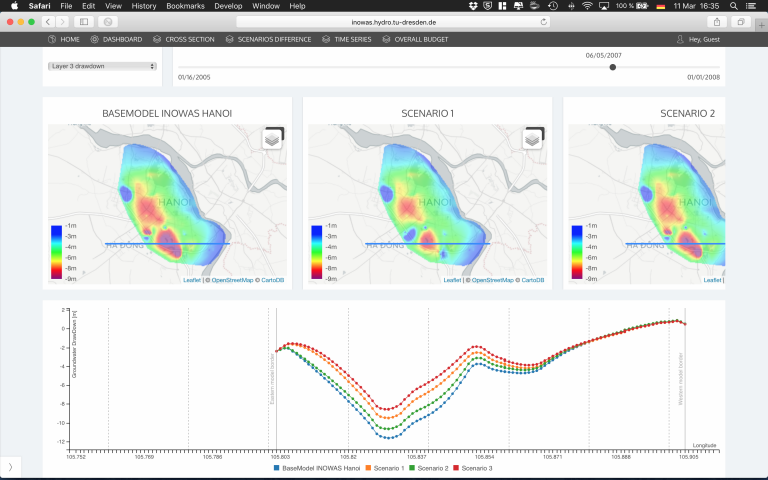 Safari File Edit View History Bookmarks Develop Window Help
100 % 11 Mar 16:35
inowas.hydro.tu-dresden.de
HOME DASHBOARD CROSS SECTION SCENARIOS DIFFERENCE TIME SERIES OVERALL BUDGET Hey, Guest
06/05/2007
Layer 3 drawdown
01/16/2005 01/01/2008
BASEMODEL INOWAS HANOI SCENARIO 1 SCENARIO 2
HANOI HANOI HANOI
HÀ ĐÔNG HÀ ĐÔNG HÀ ĐÔNG
-1m -1m -1m
-3m -3m -3m
-4m -4m -4m
-6m -6m -6m
-8m -8m -8m
-9m -9m -9m
Leaflet | © OpenStreetMap © CartoDB Leaflet | © OpenStreetMap © CartoDB Leaflet
2
0
-2
-4
-6
-8
-10
-12
Groundwater DrawDown [m]
Eastern model border
Western model border
Longitude
105.752 105.769 105.786 105.803 105.82 105.837 105.854 105.871 105.888 105.905
BaseModel INOWAS Hanoi Scenario 1 Scenario 2 Scenario 3